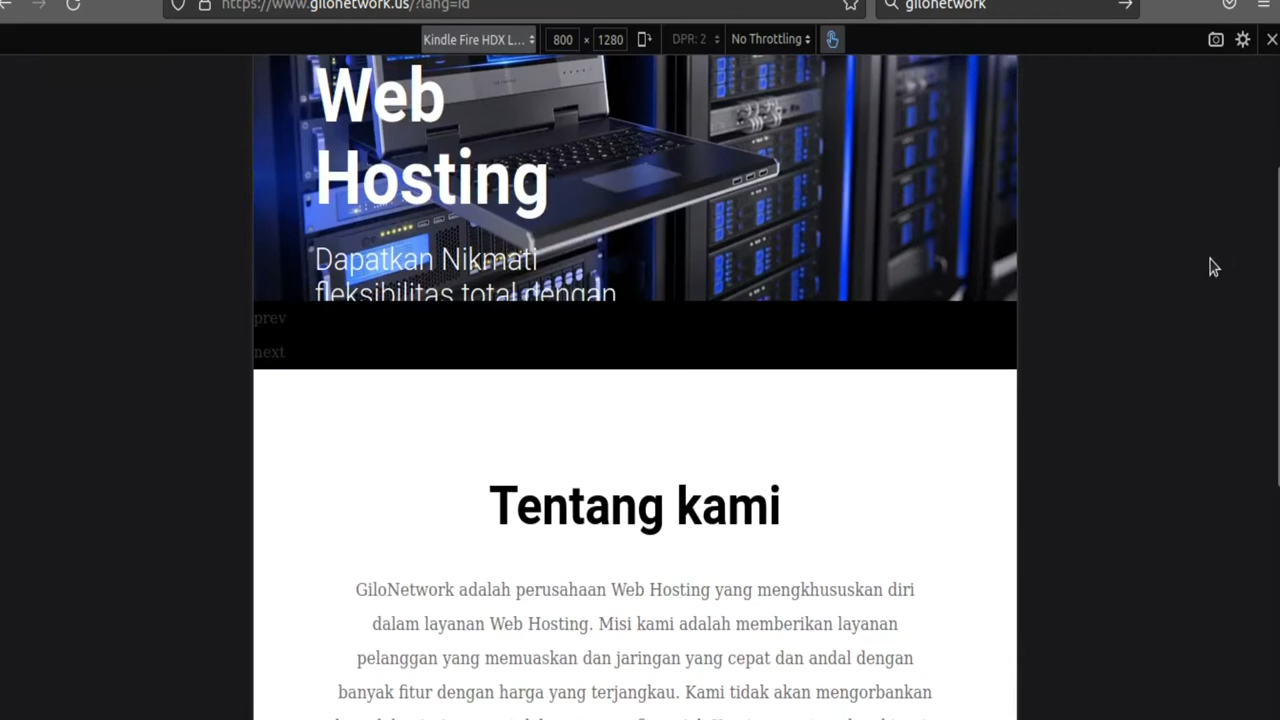 https://www.gilonetwork.us/?lang=id
gilonetwork
Kindle Fire HDX L...
800 × 1280
DPR: 2
No Throttling
Web
Hosting
Dapatkan Nikmati
fleksibilitas total dengan
prev
next
Tentang kami
GiloNetwork adalah perusahaan Web Hosting yang mengkhususkan diri
dalam layanan Web Hosting. Misi kami adalah memberikan layanan
pelanggan yang memuaskan dan jaringan yang cepat dan andal dengan
banyak fitur dengan harga yang terjangkau. Kami tidak akan mengorbankan